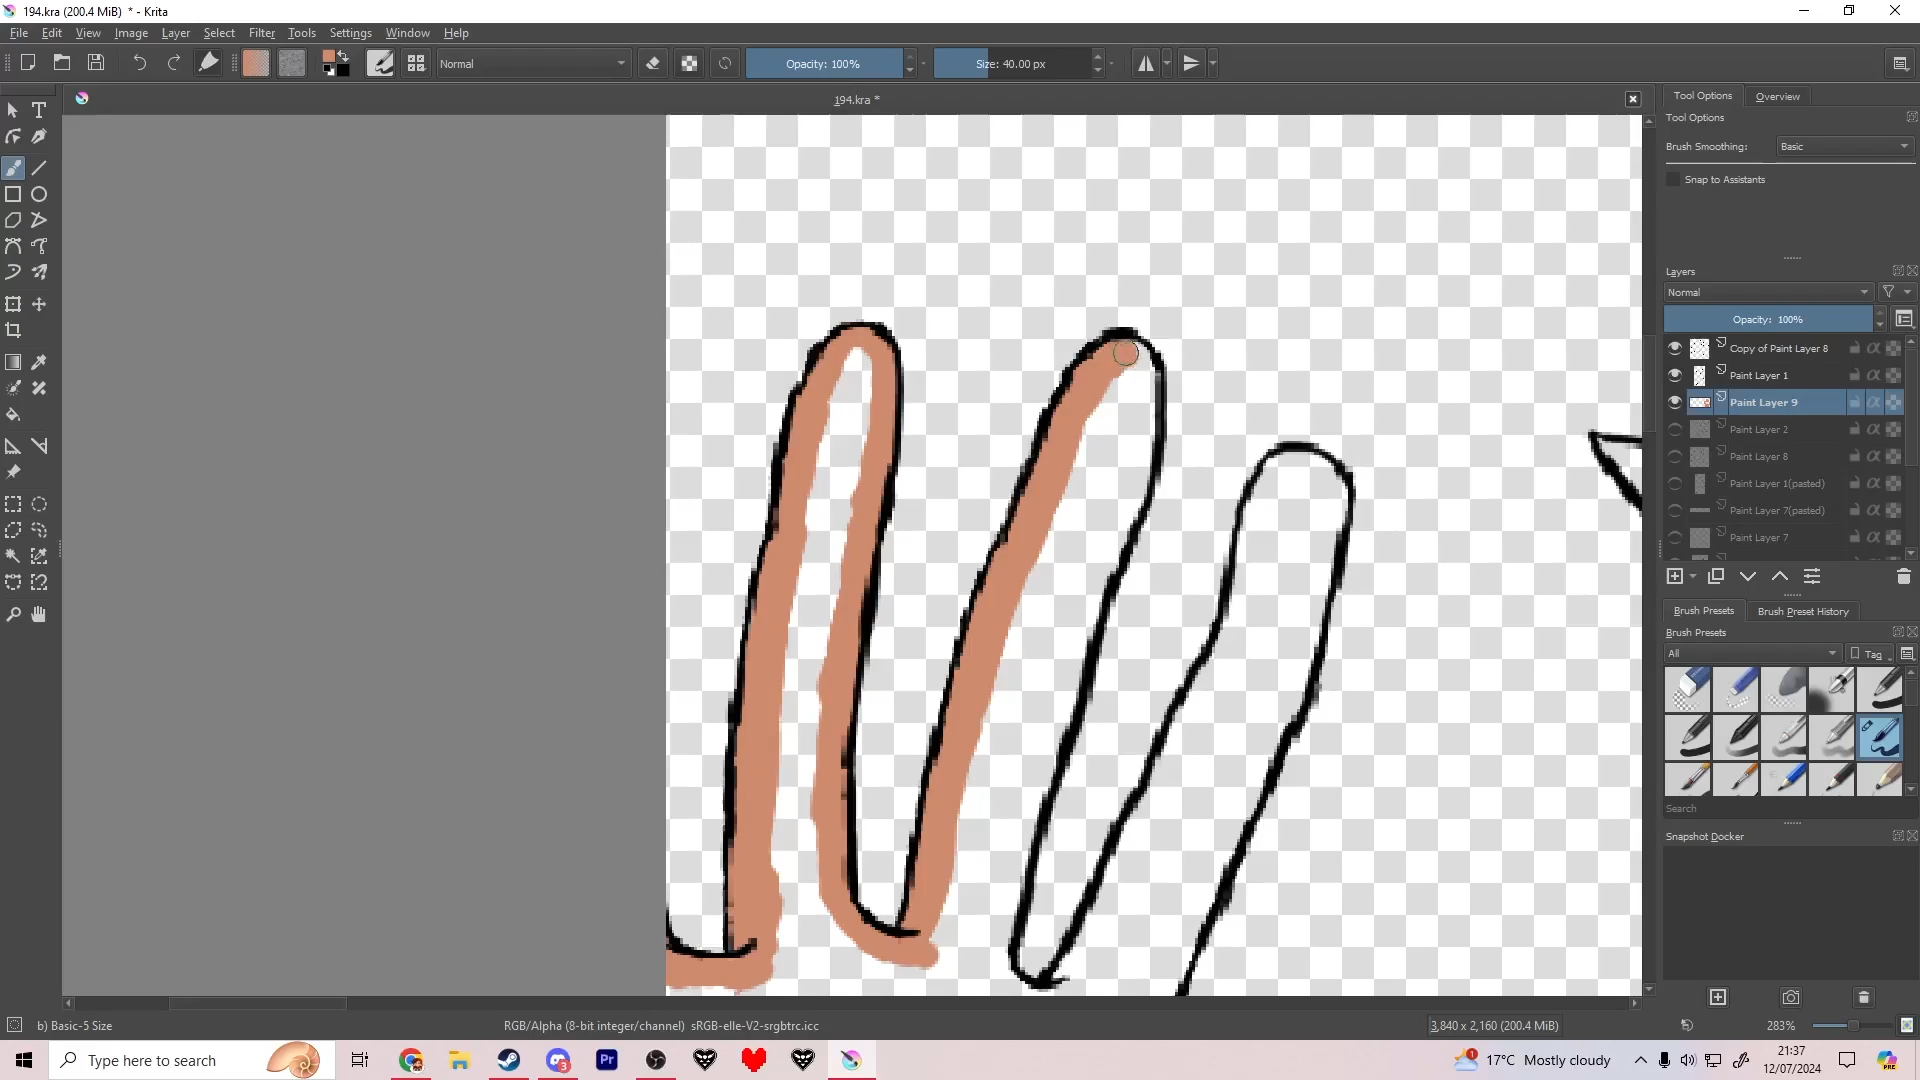 194.kra (200.4 MiB) * - Krita
File Edit View Image Layer Select Filter Tools Settings Window Help
Normal
Opacity: 100%
Size: 40.00 px
194.kra *
Tool Options
Overview
Tool Options
Brush Smoothing:
Basic
Snap to Assistants
Layers
Normal
Opacity: 100%
Copy of Paint Layer 8
Paint Layer 1
Paint Layer 9
Paint Layer 2
Paint Layer 8
Paint Layer 1(pasted)
Paint Layer 7(pasted)
Paint Layer 7
Brush Presets
Brush Preset History
Brush Presets
All
Tag
Search
Snapshot Docker
b) Basic-5 Size
RGB/Alpha (8-bit integer/channel) sRGB-elle-V2-srgbtrc.icc
3,840 x 2,160 (200.4 MiB)
283%
Type here to search
3
Pr
1
17°C Mostly cloudy
21:37
12/07/2024
PRE